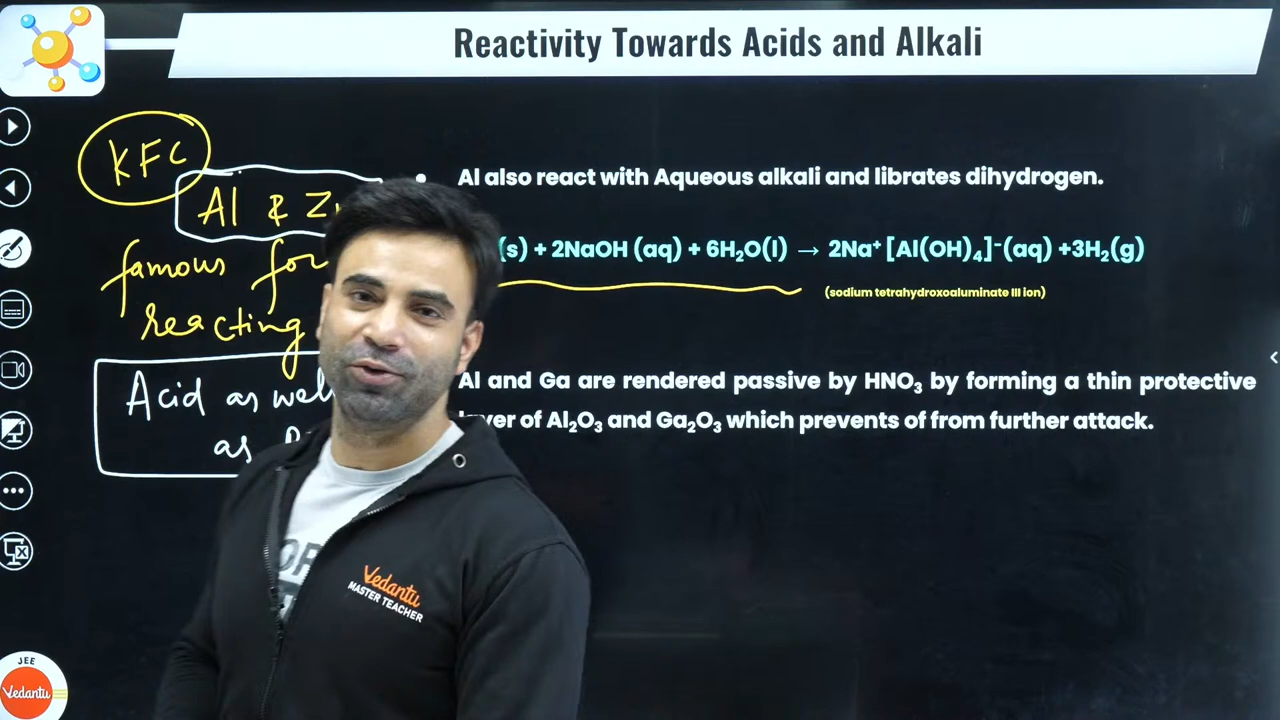 Reactivity Towards Acids and Alkali
KFC
Al & Z
famous for
reacting
Acid as well
as
• Al also react with Aqueous alkali and librates dihydrogen.
(s) + 2NaOH (aq) + 6H₂O(l) → 2Na⁺ [Al(OH)₄]⁻(aq) +3H₂(g)
(sodium tetrahydroxoaluminate III ion)
Al and Ga are rendered passive by HNO₃ by forming a thin protective
of Al₂O₃ and Ga₂O₃ which prevents of from further attack.
Vedantu
MASTER TEACHER
JEE
Vedantu